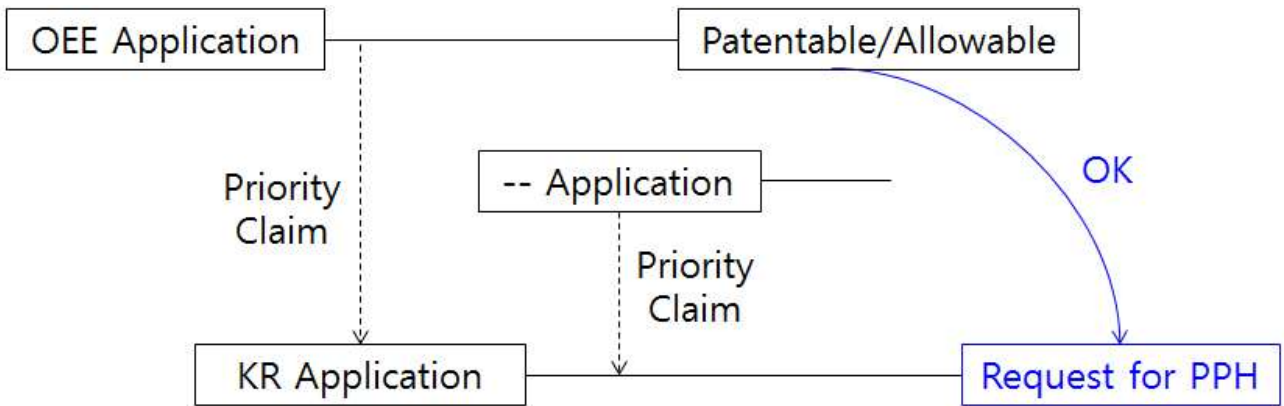 OEE Application
Patentable/Allowable
-- Application
OK
Priority
Claim
Priority
Claim
KR Application
Request for PPH